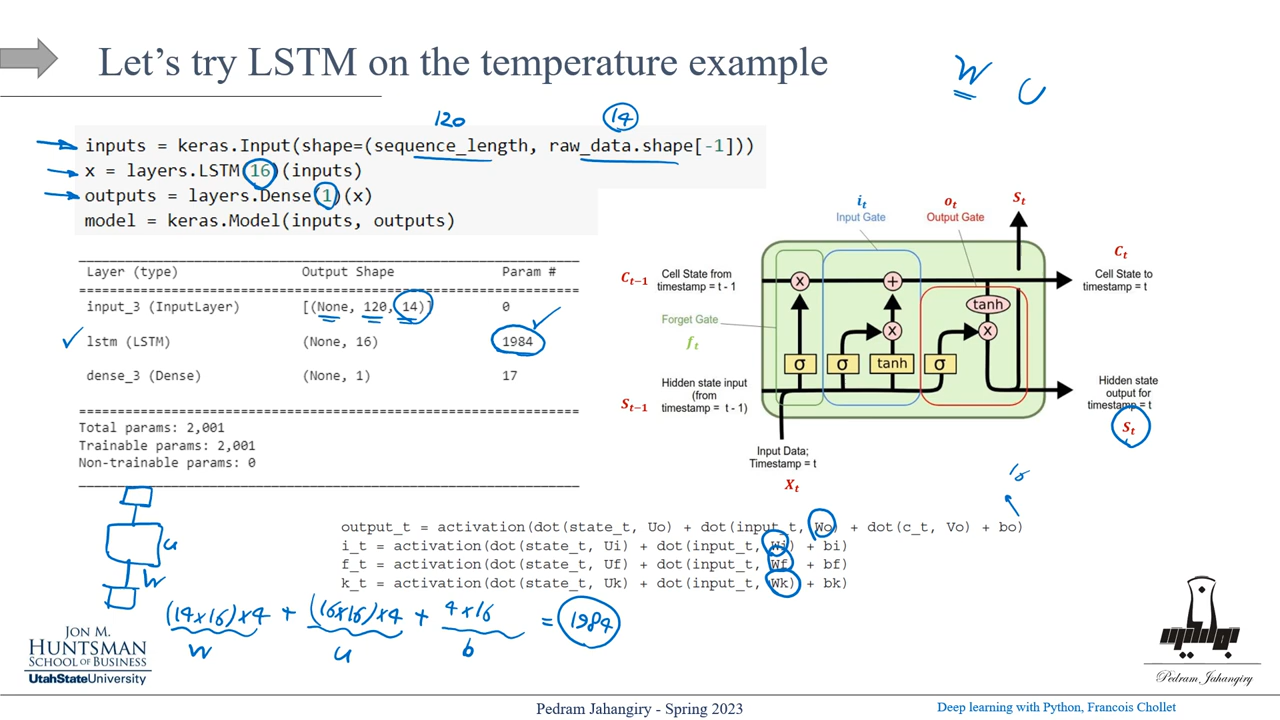 Let's try LSTM on the temperature example
W U
120 14
inputs = keras.Input(shape=(sequence_length, raw_data.shape[-1]))
x = layers.LSTM(16)(inputs)
outputs = layers.Dense(1)(x)
model = keras.Model(inputs, outputs)
Layer (type) Output Shape Param #
input_3 (InputLayer) [(None, 120, 14)] 0
lstm (LSTM) (None, 16) 1984
dense_3 (Dense) (None, 1) 17
Total params: 2,001
Trainable params: 2,001
Non-trainable params: 0
i_t o_t S_t
Input Gate Output Gate
C_t-1 Cell State from timestamp = t - 1
C_t
Cell State to
timestamp = t
x + tanh
Forget Gate
f_t
x x
σ σ tanh σ
Hidden state input
(from
timestamp = t - 1)
S_t-1
Hidden state
output for
timestamp = t
S_t
Input Data;
Timestamp = t
X_t
16
output_t = activation(dot(state_t, Uo) + dot(input_t, Wo) + dot(c_t, Vo) + bo)
i_t = activation(dot(state_t, Ui) + dot(input_t, Wi) + bi)
f_t = activation(dot(state_t, Uf) + dot(input_t, Wf) + bf)
k_t = activation(dot(state_t, Uk) + dot(input_t, Wk) + bk)
u
W
(14x16)x4 + (16x16)x4 + 4x16 = 1984
W u b
JON M.
HUNTSMAN
SCHOOL OF BUSINESS
UtahStateUniversity
Pedram Jahangiry
Pedram Jahangiry - Spring 2023
Deep learning with Python, Francois Chollet